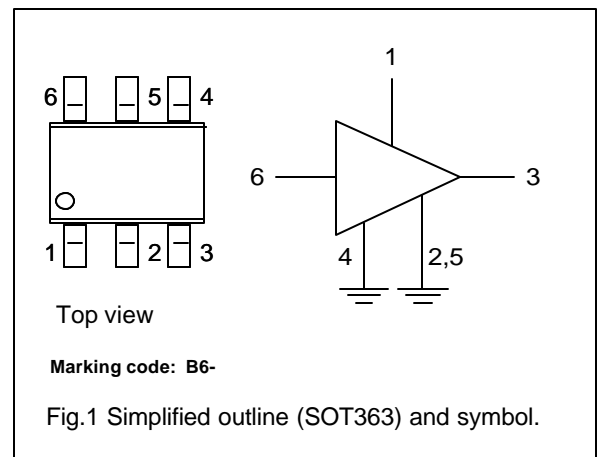 6 5 4
1 2 3
Top view
1
6 3
4 2,5
Marking code: B6-
Fig.1 Simplified outline (SOT363) and symbol.